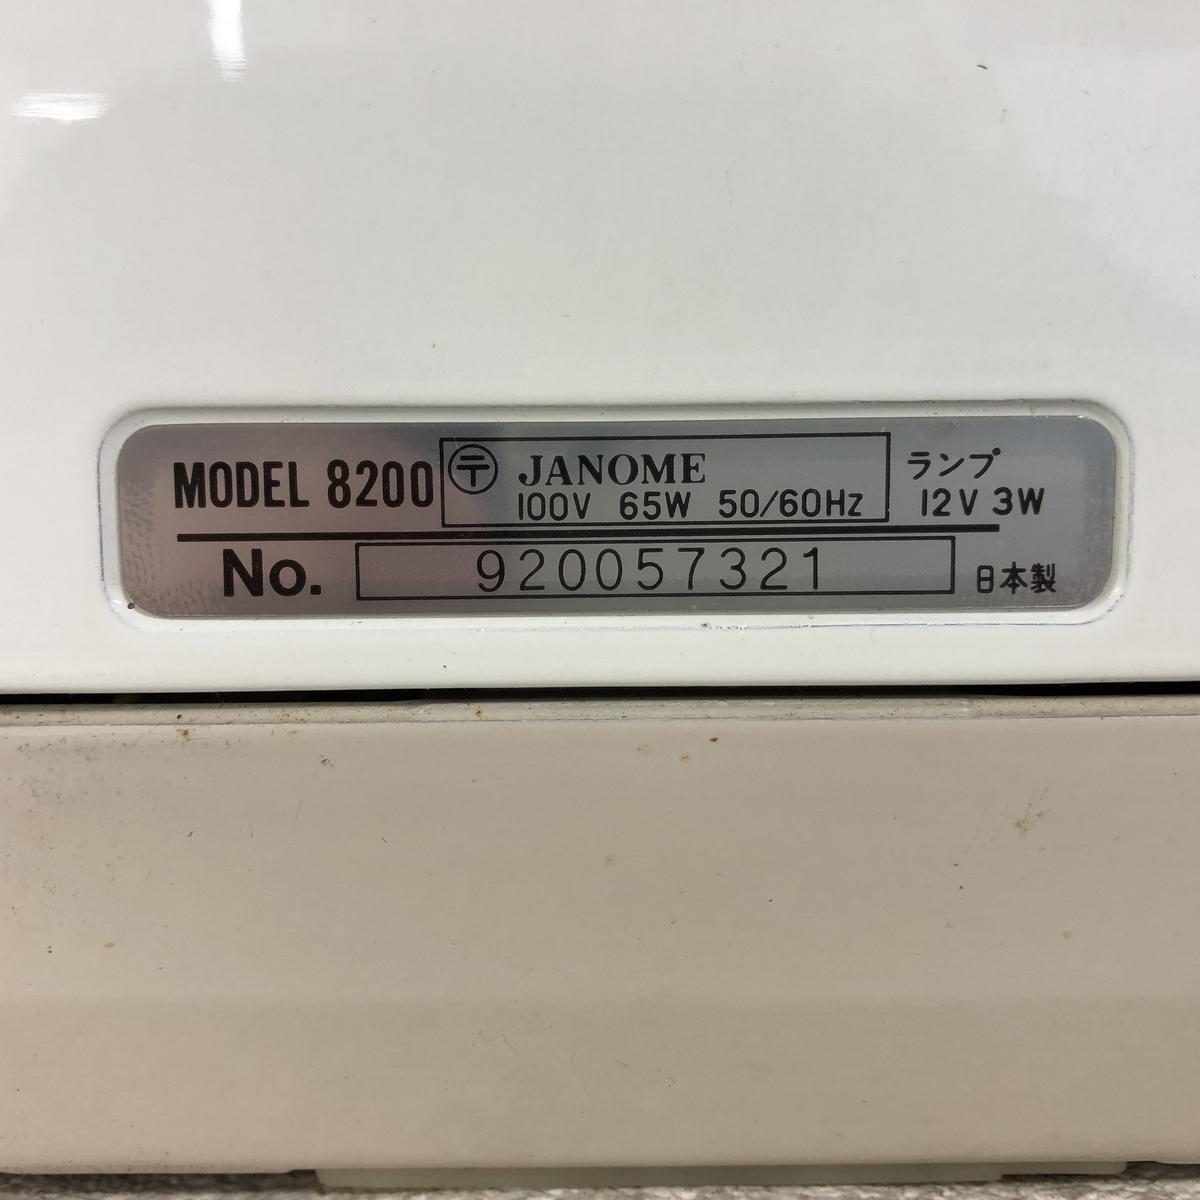 MODEL 8200
〒 JANOME
100V 65W 50/60Hz
ランプ
12V 3W
No. 920057321
日本製